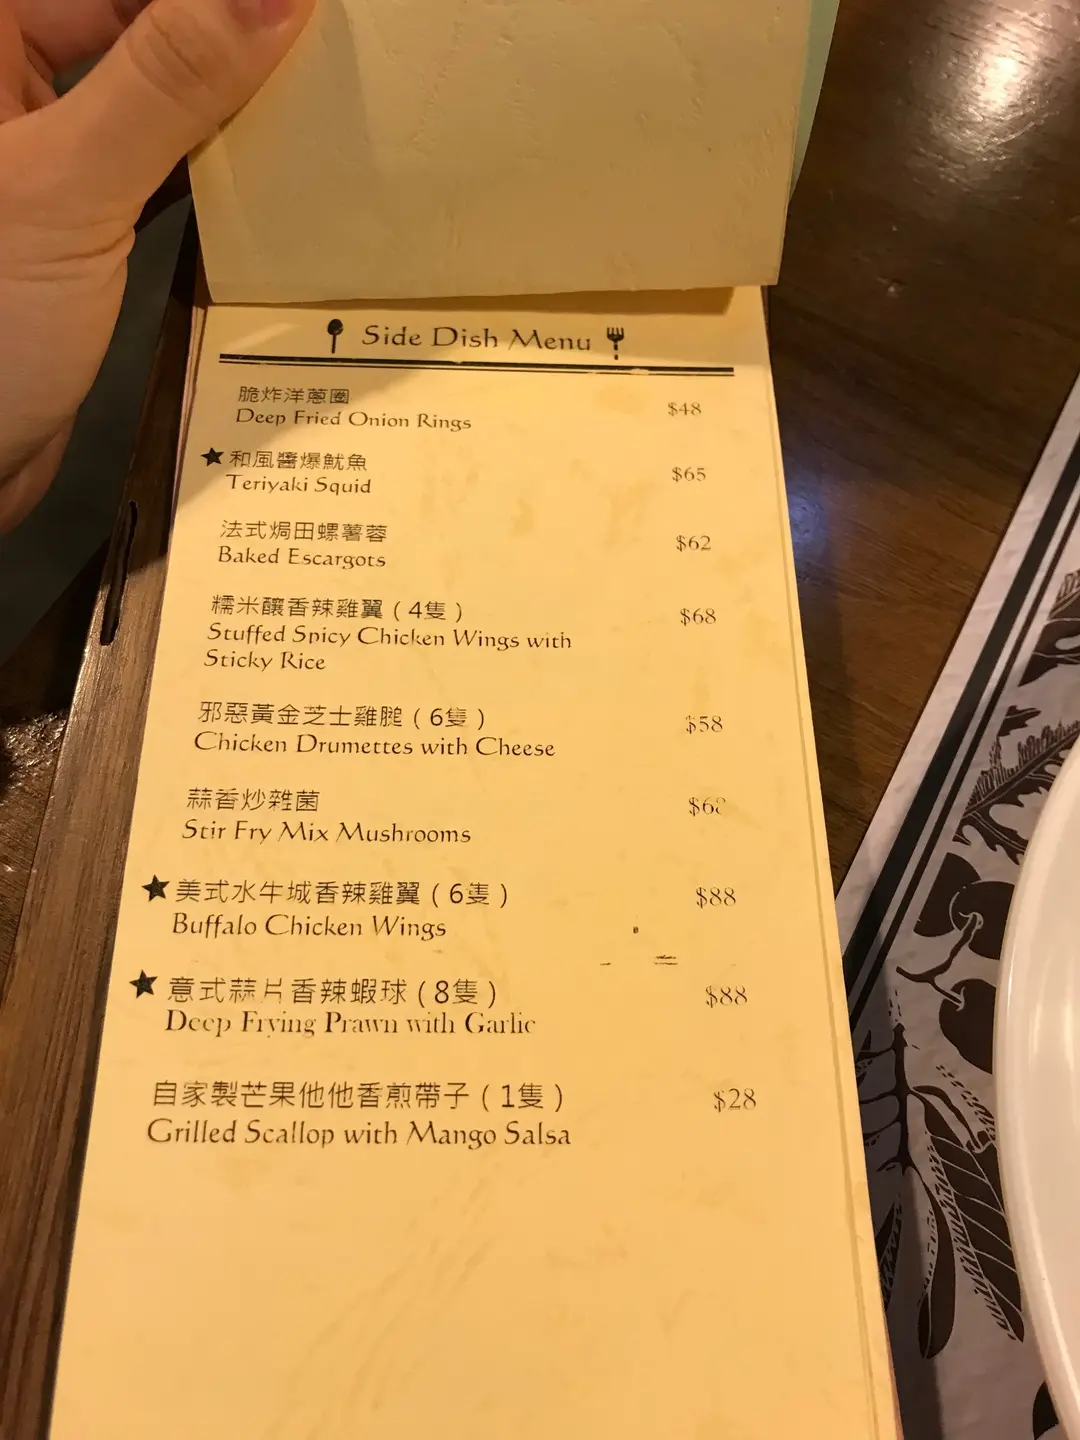 Side Dish Menu
脆炸洋蔥圈
Deep Fried Onion Rings $48
★ 和風醬爆魷魚
Teriyaki Squid $65
法式焗田螺薯蓉
Baked Escargots $62
糯米釀香辣雞翼（4隻） $68
Stuffed Spicy Chicken Wings with
Sticky Rice
邪惡黃金芝士雞髄（6隻） $58
Chicken Drumettes with Cheese
蒜香炒雜菌
Stir Fry Mix Mushrooms
★ 美式水牛城香辣雞翼（6隻） $88
Buffalo Chicken Wings
★ 意式蒜片香辣蝦球（8隻） $88
Deep Frying Prawn with Garlic
自家製芒果他他香煎帶子（1隻） $28
Grilled Scallop with Mango Salsa